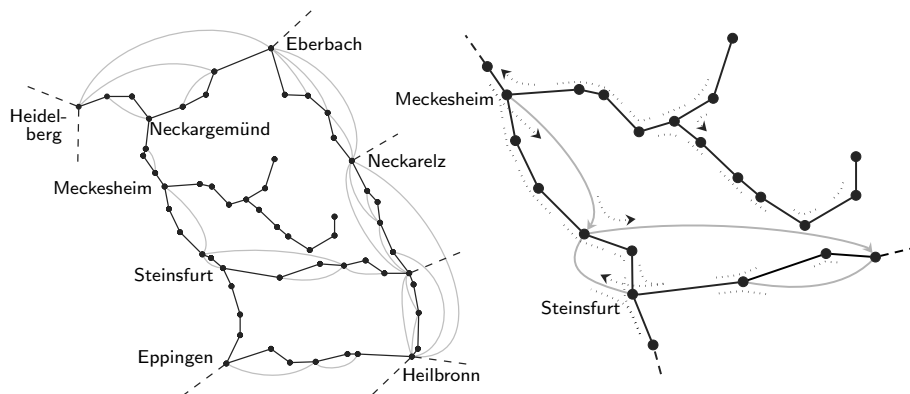 Eberbach
Heidel-
berg
Neckargemünd
Neckarelz
Meckesheim
Steinsfurt
Eppingen
Heilbronn
Meckesheim
Steinsfurt